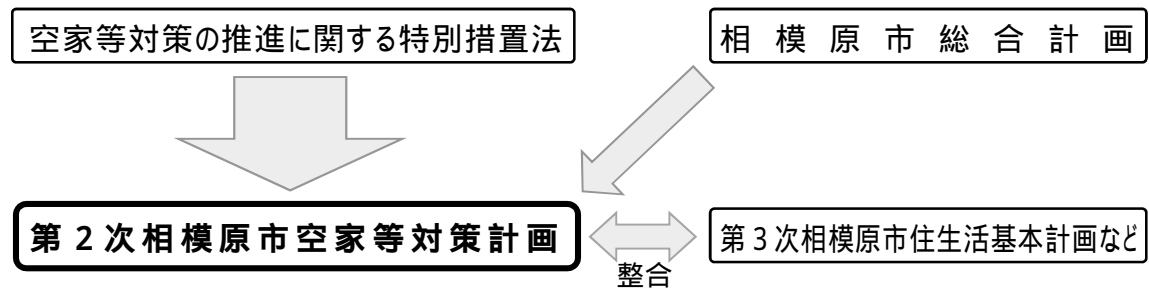 空家等対策の推進に関する特別措置法
相模原市総合計画
第2次相模原市空家等対策計画
整合
第3次相模原市住生活基本計画など